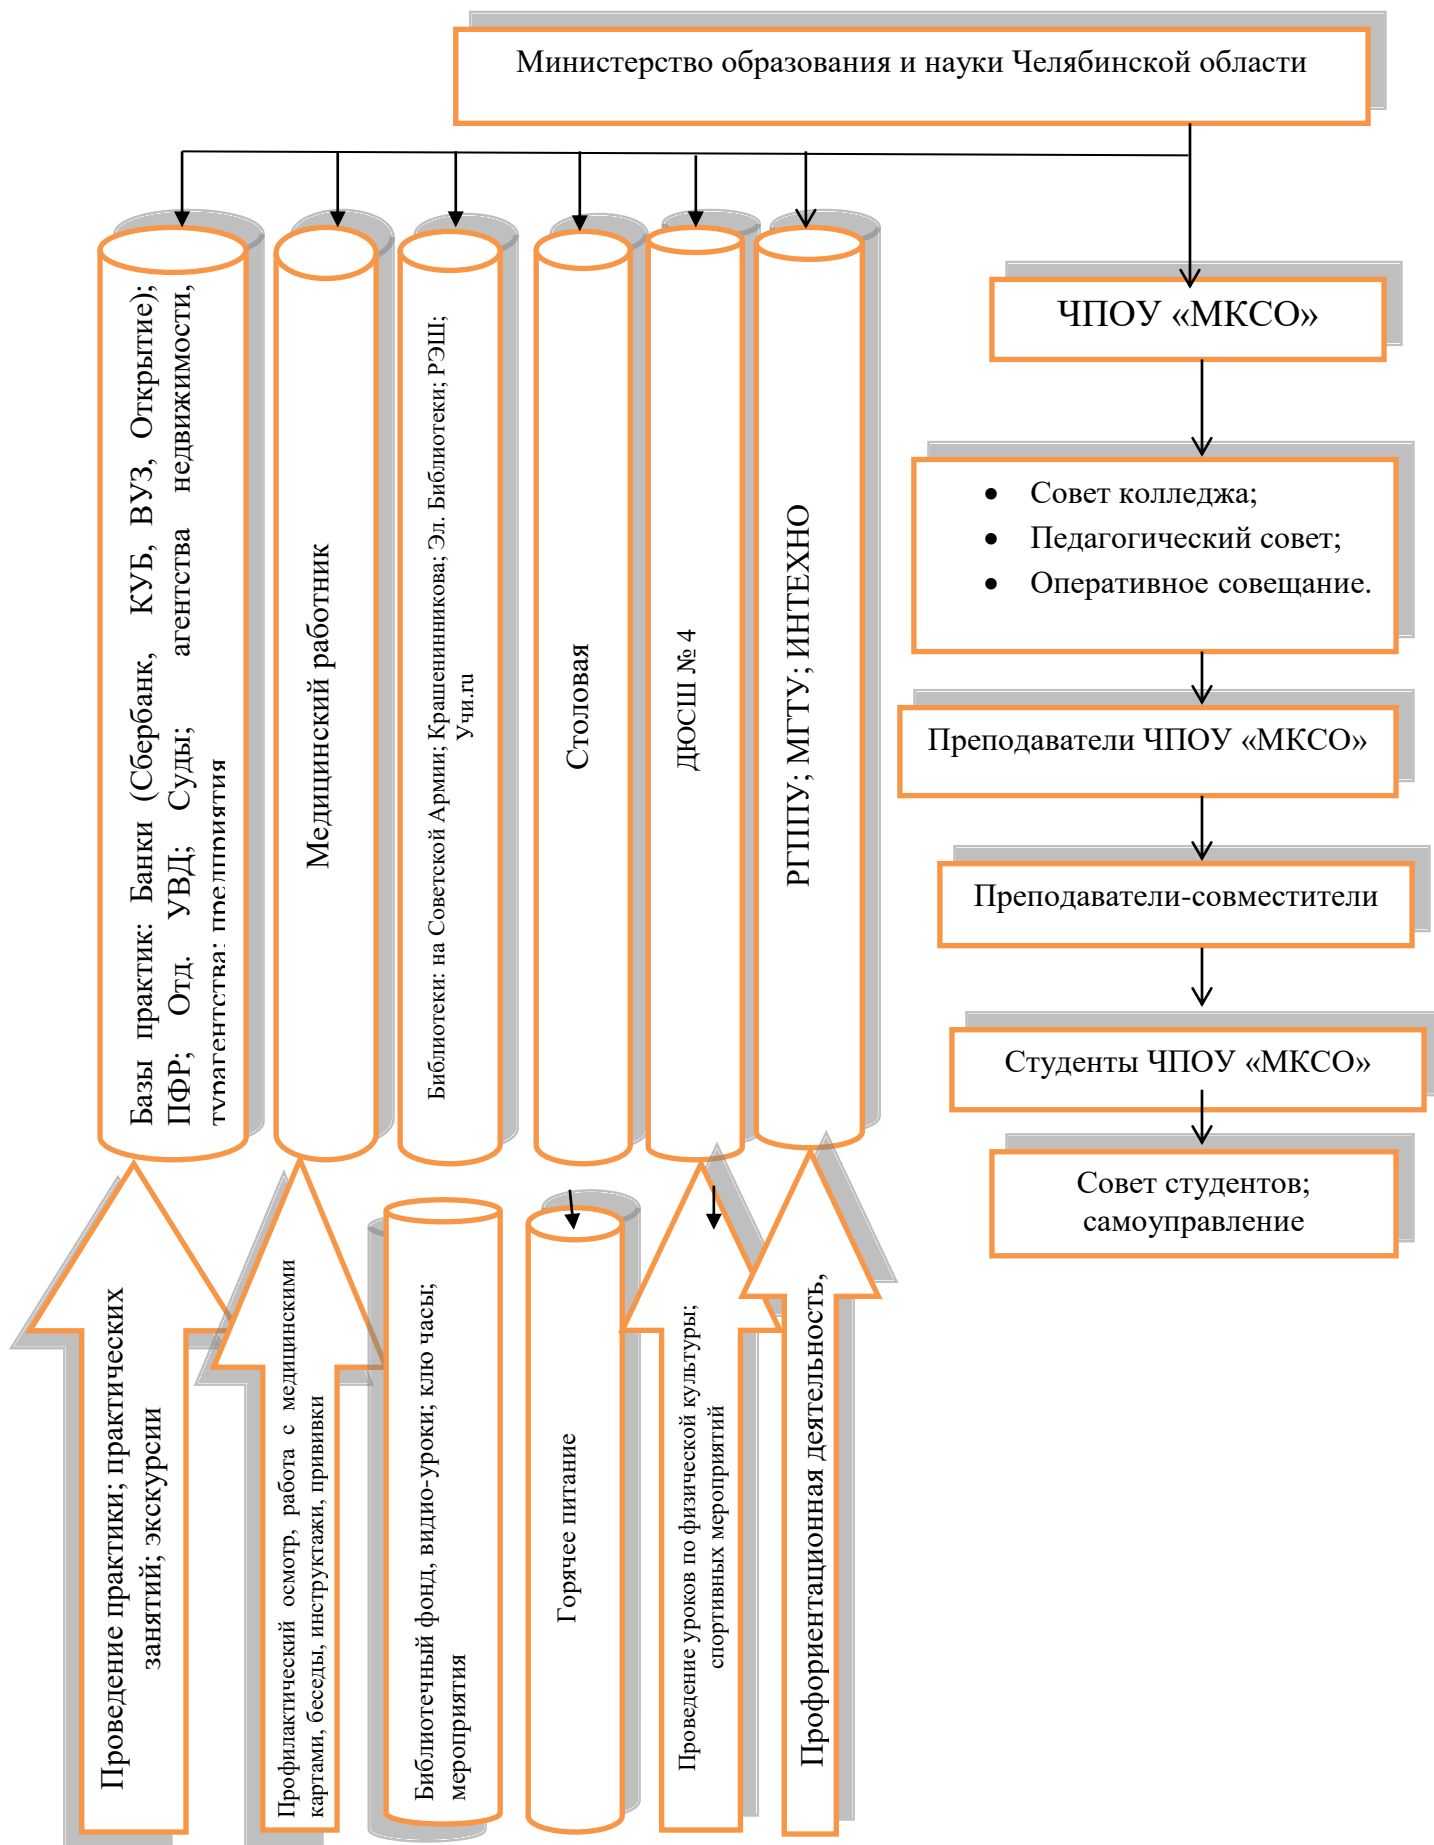 Министерство образования и науки Челябинской области
Базы практик: Банки (Сбербанк, КУБ, ВУЗ, Открытие);
ПФР; Отд. УВД; Суды; агентства недвижимости,
турагентства; предприятия
Медицинский работник
Библиотеки: на Советской Армии; Крашенинникова; Эл. Библиотеки; РЭШ;
Учи.ru
Столовая
ДЮСШ № 4
РГППУ; МГТУ; ИНТЕХНО
ЧПОУ «МКСО»
• Совет колледжа;
• Педагогический совет;
• Оперативное совещание.
Преподаватели ЧПОУ «МКСО»
Преподаватели-совместители
Студенты ЧПОУ «МКСО»
Совет студентов;
самоуправление
Проведение практики; практических
занятий; экскурсии
Профилактический осмотр, работа с медицинскими
картами, беседы, инструктажи, прививки
Библиотечный фонд, видио-уроки; клю часы;
мероприятия
Горячее питание
Проведение уроков по физической культуры;
спортивных мероприятий
Профориентационная деятельность,